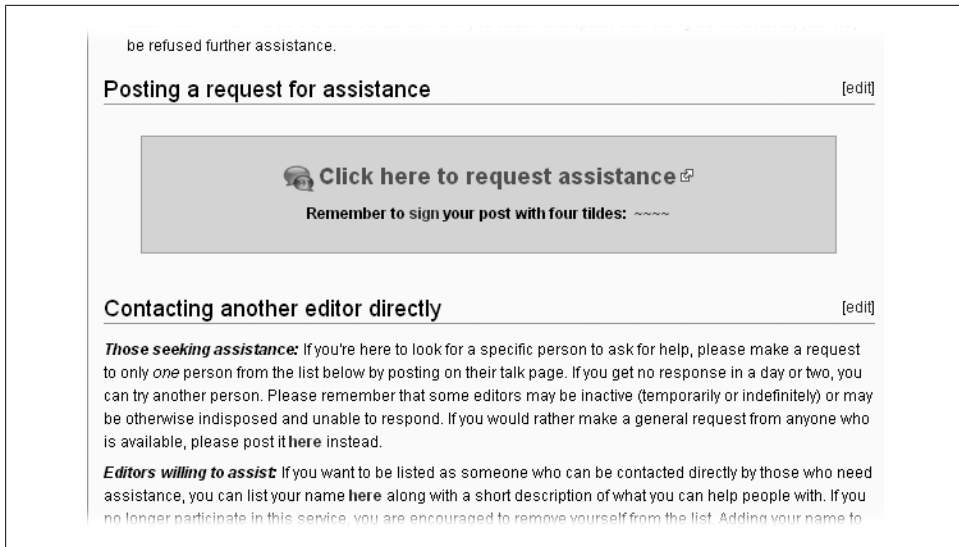 be refused further assistance.
Posting a request for assistance [edit]
Click here to request assistance
Remember to sign your post with four tildes: ~~~~
Contacting another editor directly [edit]
Those seeking assistance: If you're here to look for a specific person to ask for help, please make a request
to only one person from the list below by posting on their talk page. If you get no response in a day or two, you
can try another person. Please remember that some editors may be inactive (temporarily or indefinitely) or may
be otherwise indisposed and unable to respond. If you would rather make a general request from anyone who
is available, please post it here instead.
Editors willing to assist: If you want to be listed as someone who can be contacted directly by those who need
assistance, you can list your name here along with a short description of what you can help people with. If you
no longer participate in this service, you are encouraged to remove yourself from the list. Adding your name to